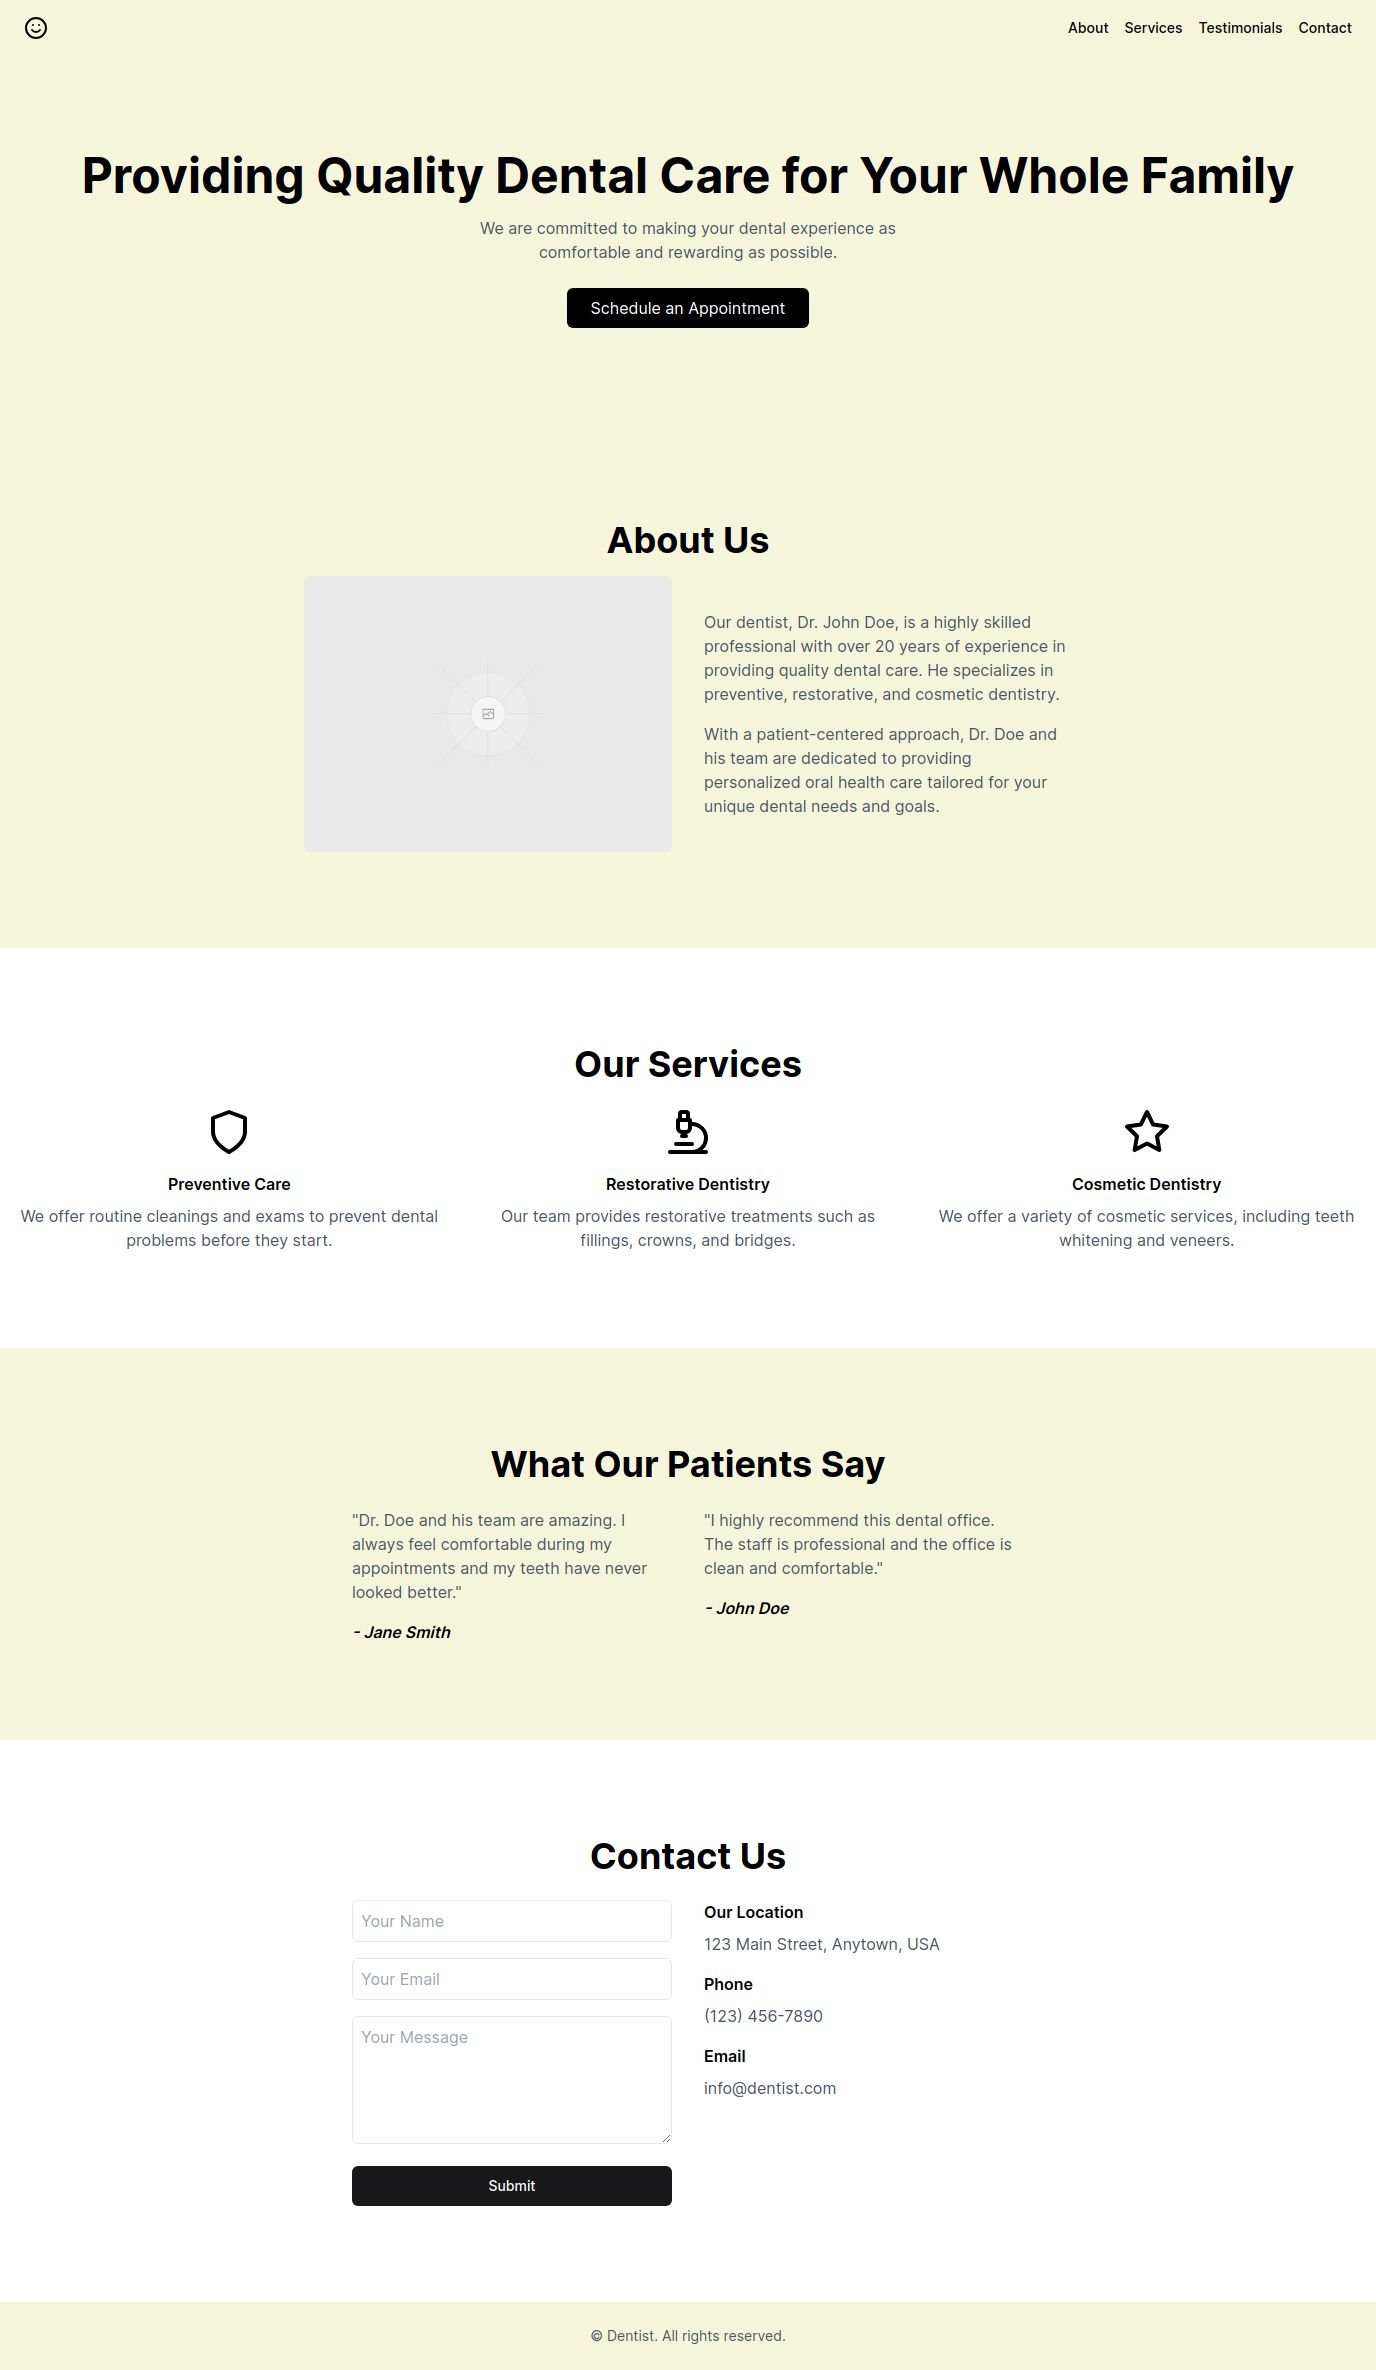 About Services Testimonials Contact
Providing Quality Dental Care for Your Whole Family
We are committed to making your dental experience as
comfortable and rewarding as possible.
Schedule an Appointment
About Us
Our dentist, Dr. John Doe, is a highly skilled
professional with over 20 years of experience in
providing quality dental care. He specializes in
preventive, restorative, and cosmetic dentistry.
With a patient-centered approach, Dr. Doe and
his team are dedicated to providing
personalized oral health care tailored for your
unique dental needs and goals.
Our Services
Preventive Care
We offer routine cleanings and exams to prevent dental
problems before they start.
Restorative Dentistry
Our team provides restorative treatments such as
fillings, crowns, and bridges.
Cosmetic Dentistry
We offer a variety of cosmetic services, including teeth
whitening and veneers.
What Our Patients Say
"Dr. Doe and his team are amazing. I
always feel comfortable during my
appointments and my teeth have never
looked better."
- Jane Smith
"I highly recommend this dental office.
The staff is professional and the office is
clean and comfortable."
- John Doe
Contact Us
Your Name
Your Email
Your Message
Submit
Our Location
123 Main Street, Anytown, USA
Phone
(123) 456-7890
Email
info@dentist.com
© Dentist. All rights reserved.